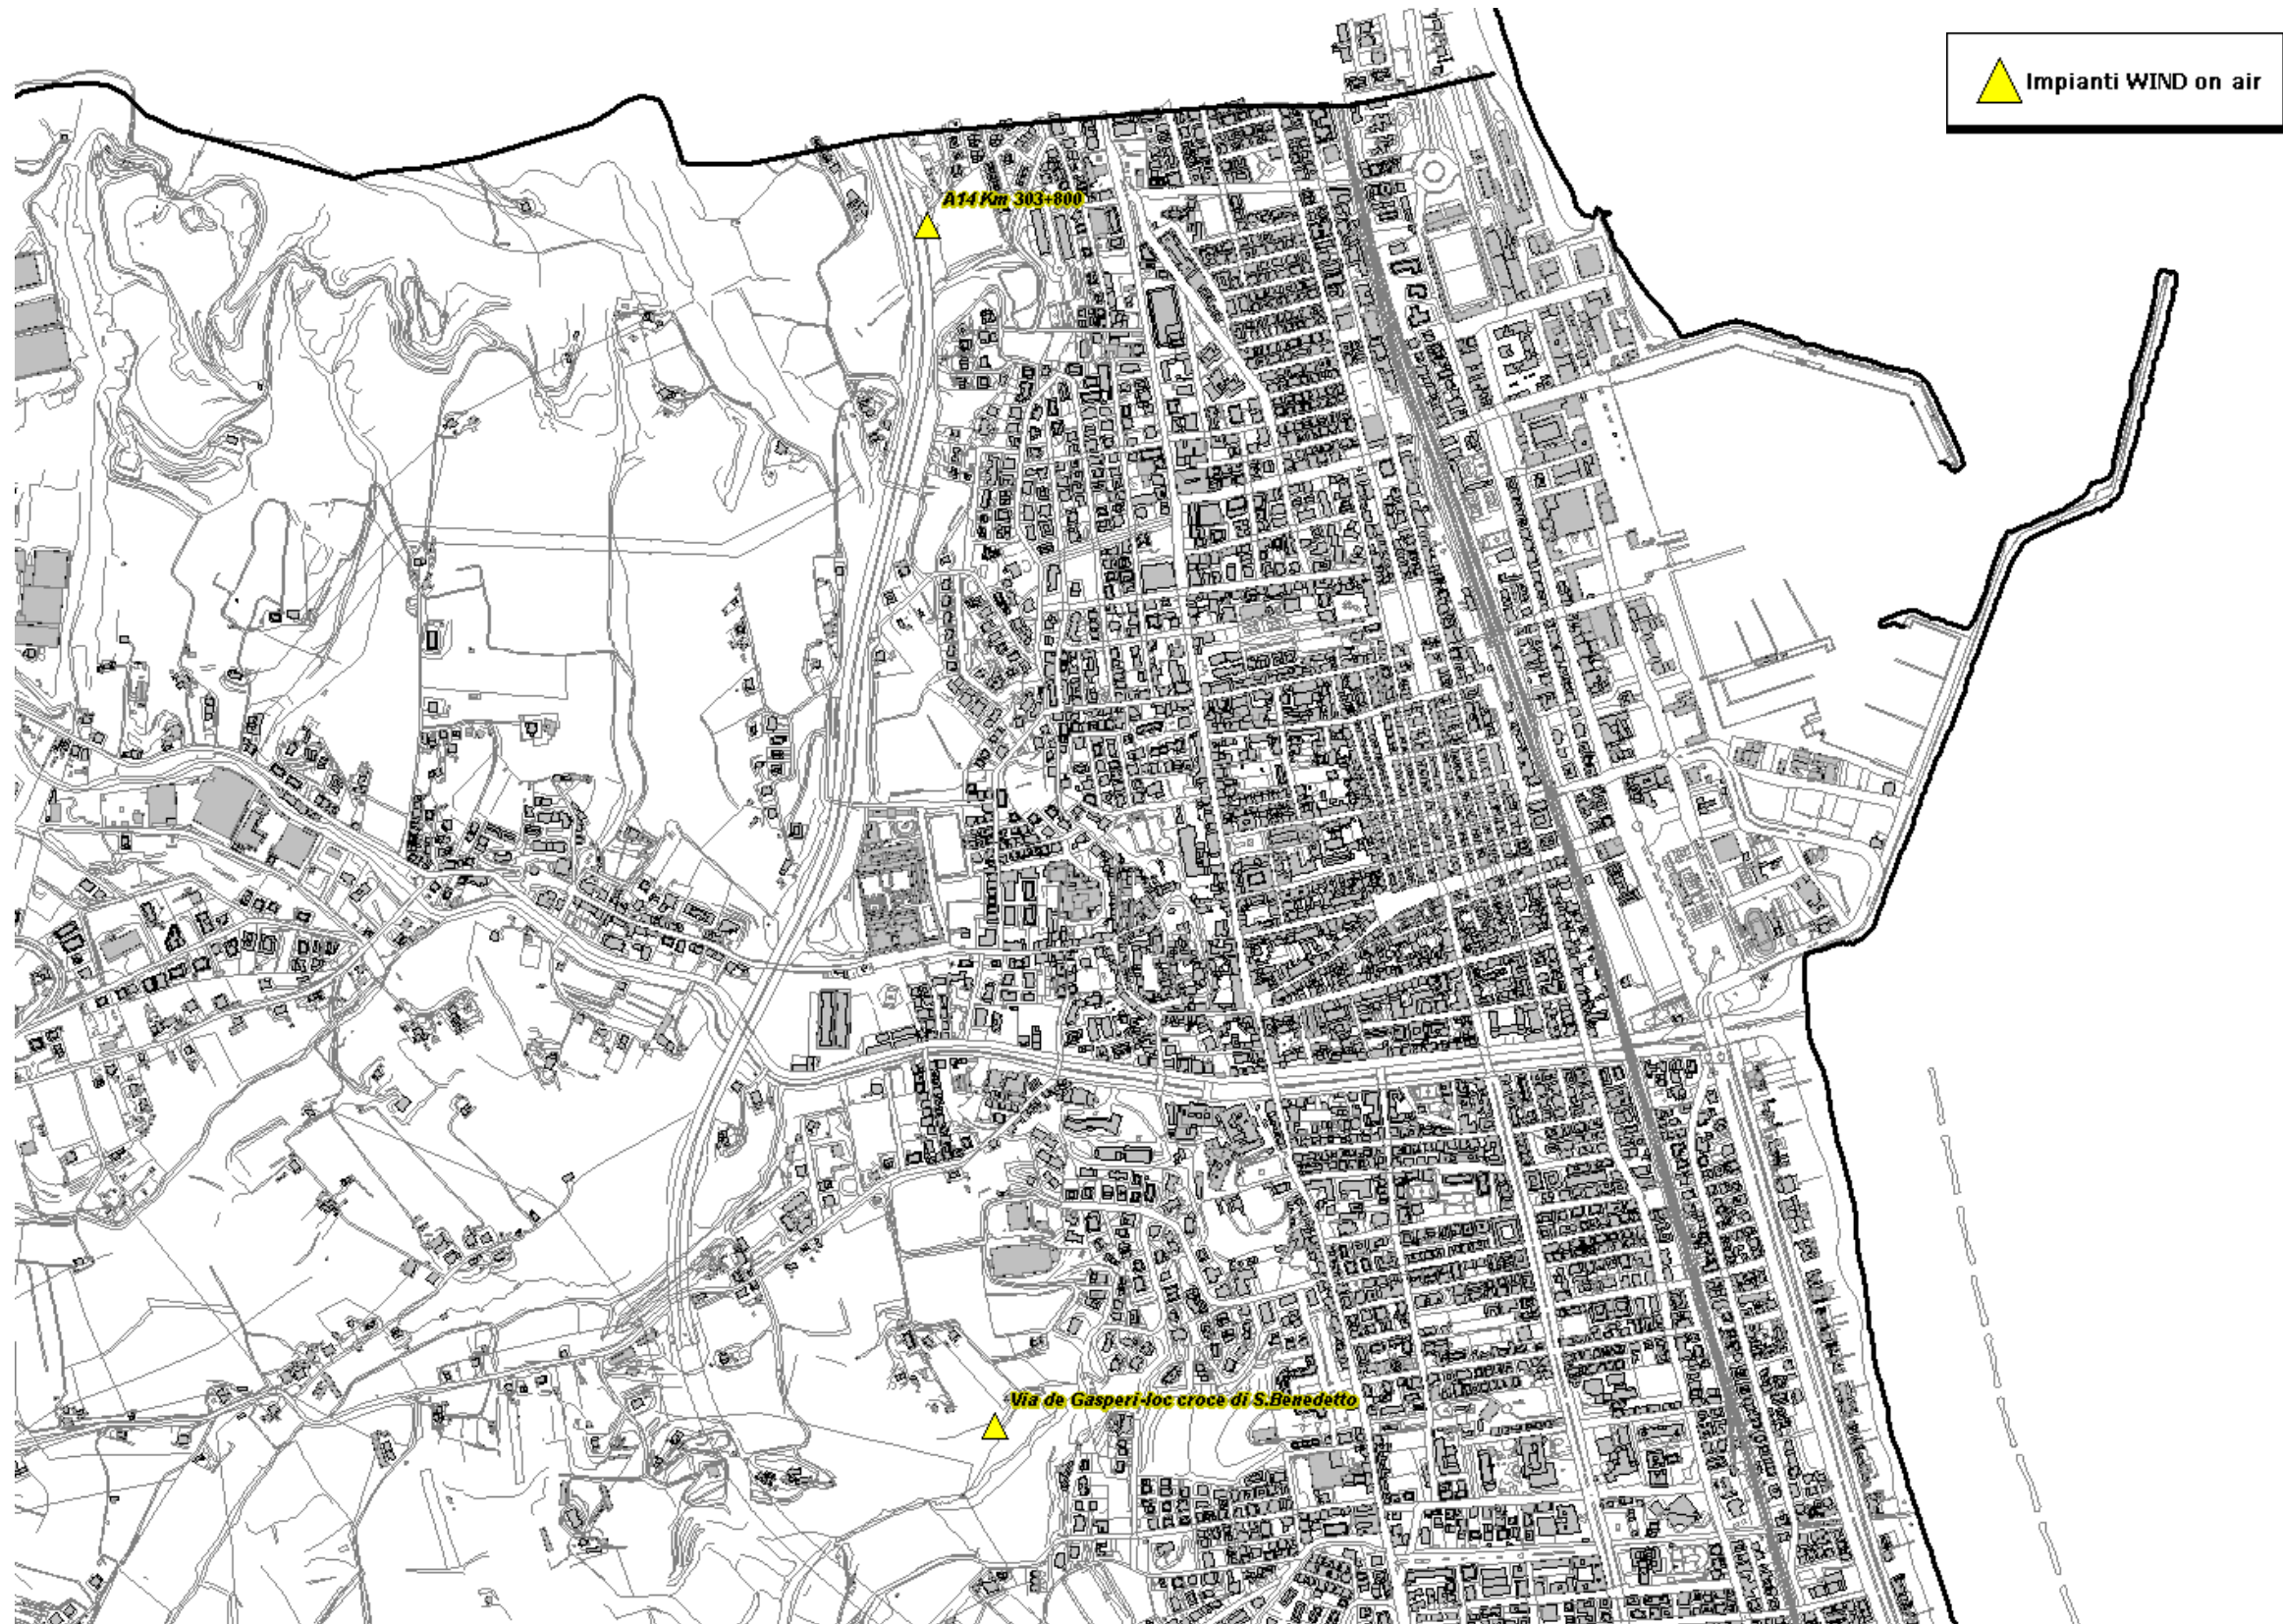 Impianti WIND on air
A14 Km 303+800
Via de Gasperi-loc croce di S.Benedetto